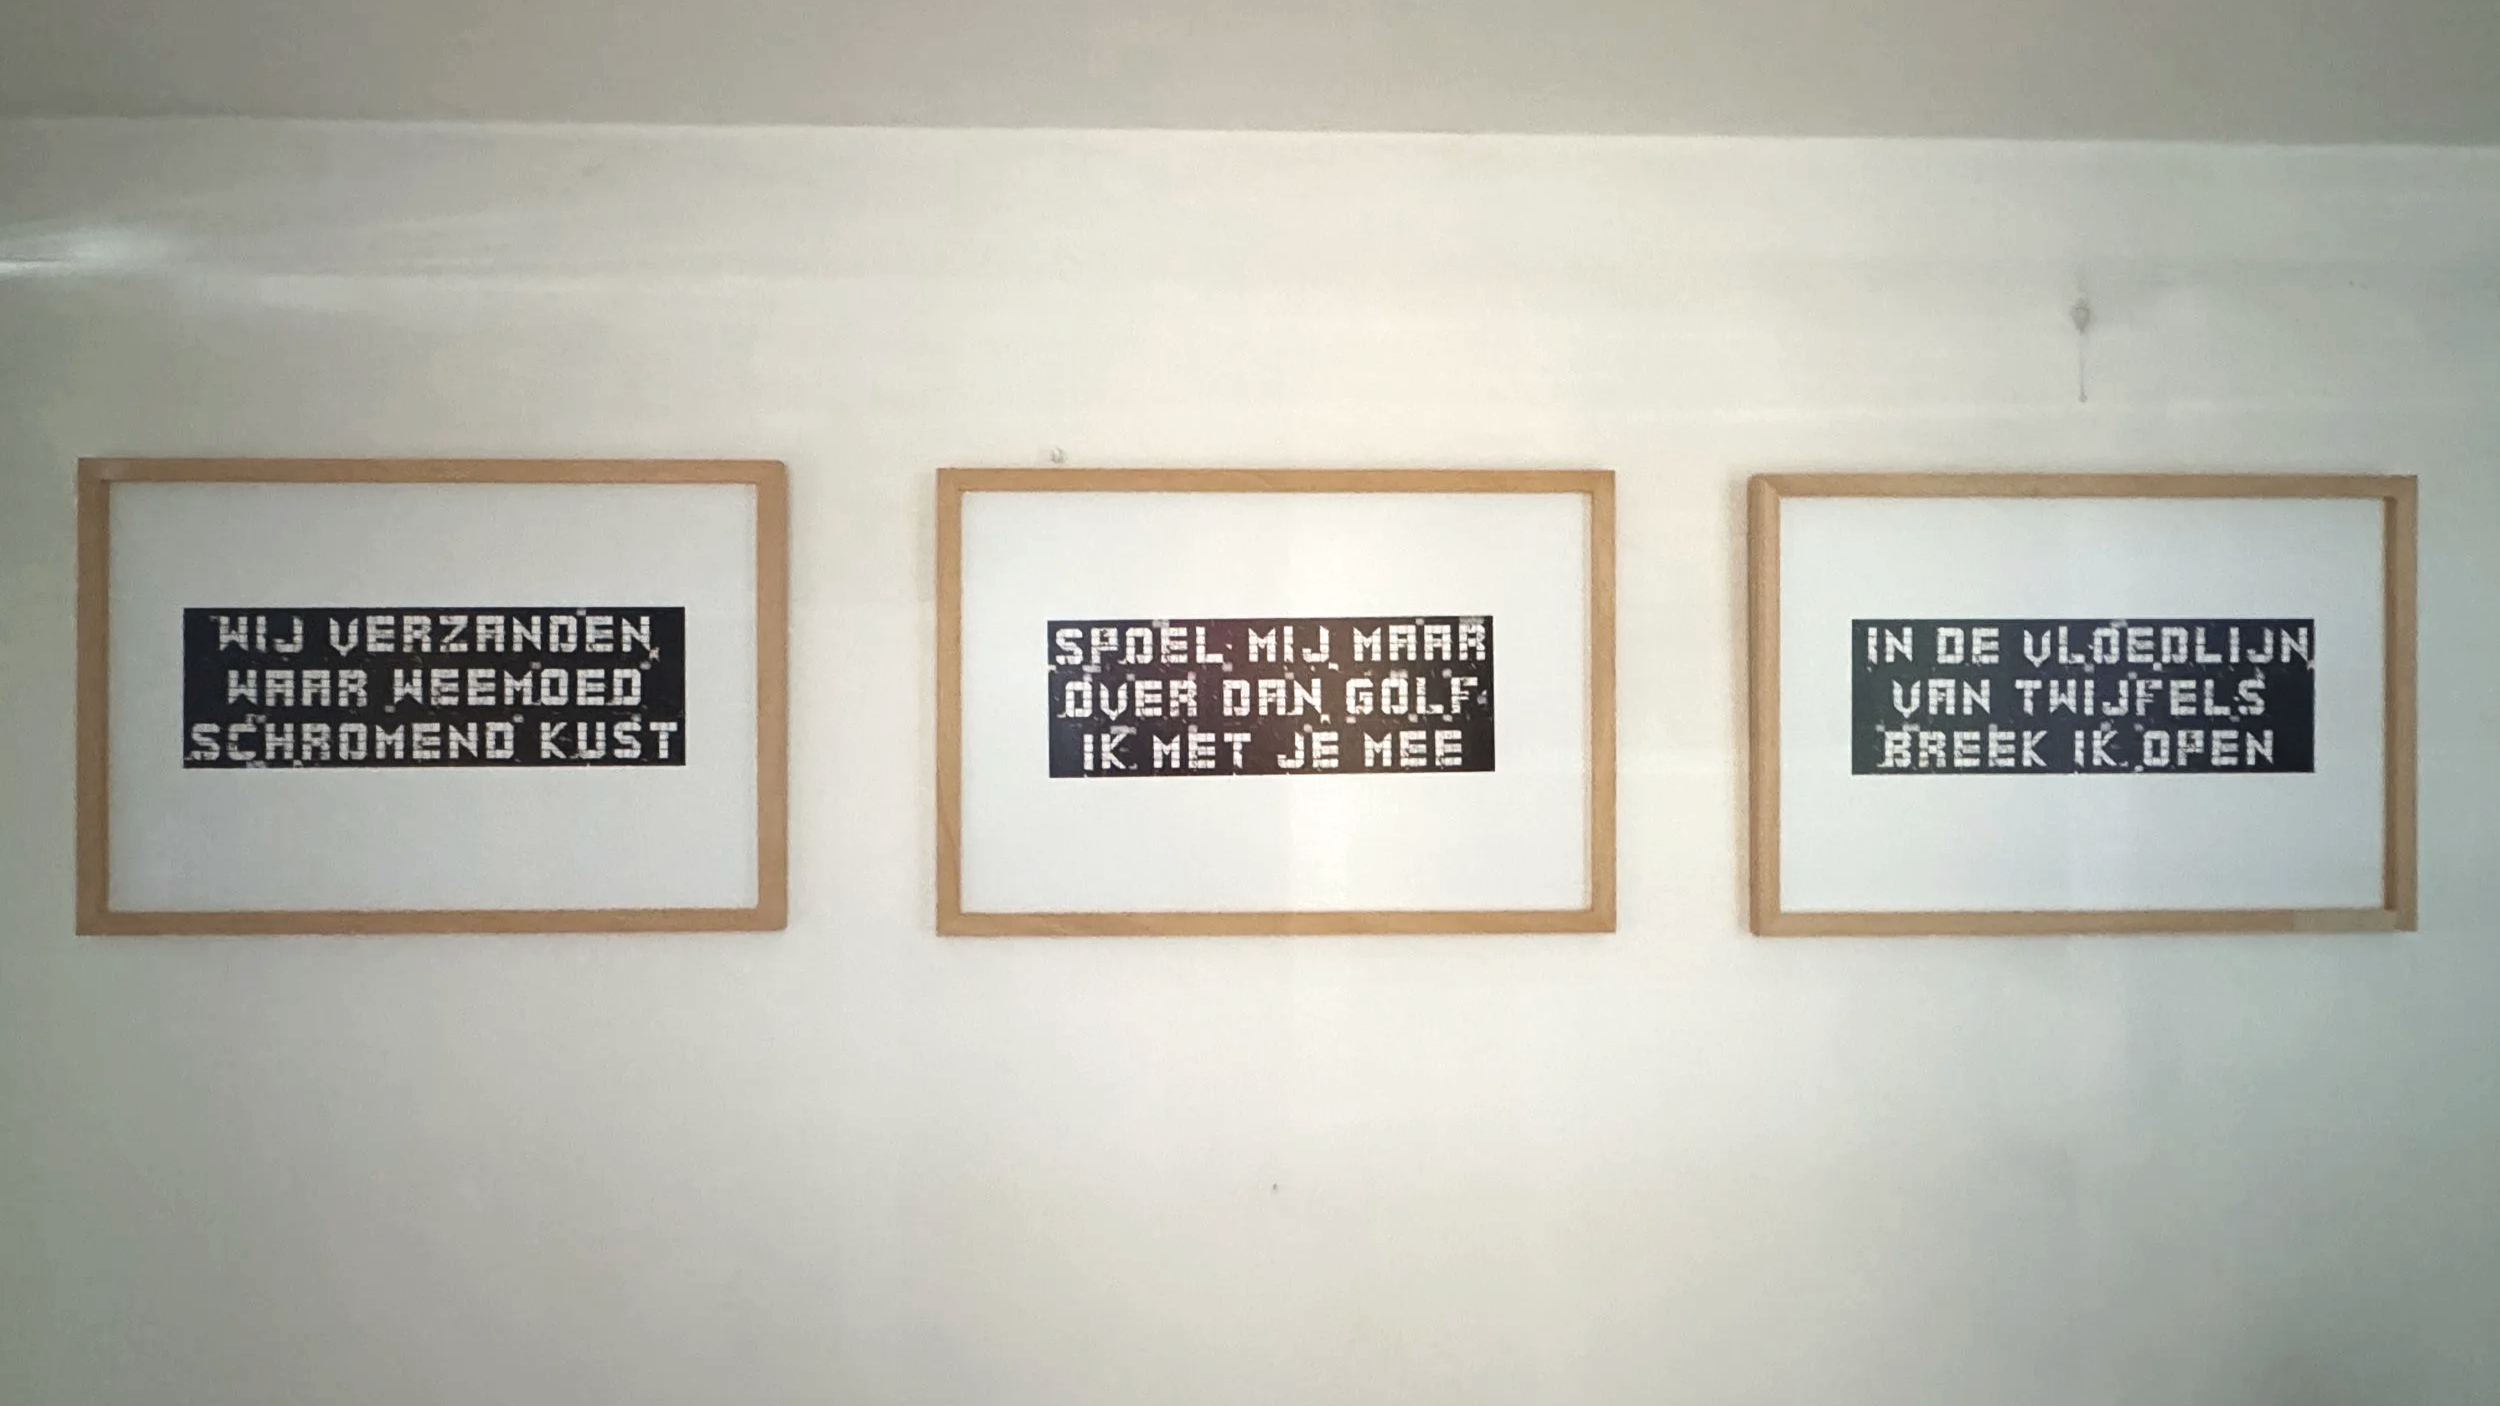 WIJ VERZANDEN
WAAR WEEMOED
SCHROMEND KUST
SPOEL MIJ MAAR
OVER DAN GOLF
IK MET JE MEE
IN DE VLOEDLIJN
VAN TWIJFELS
BREEK IK OPEN